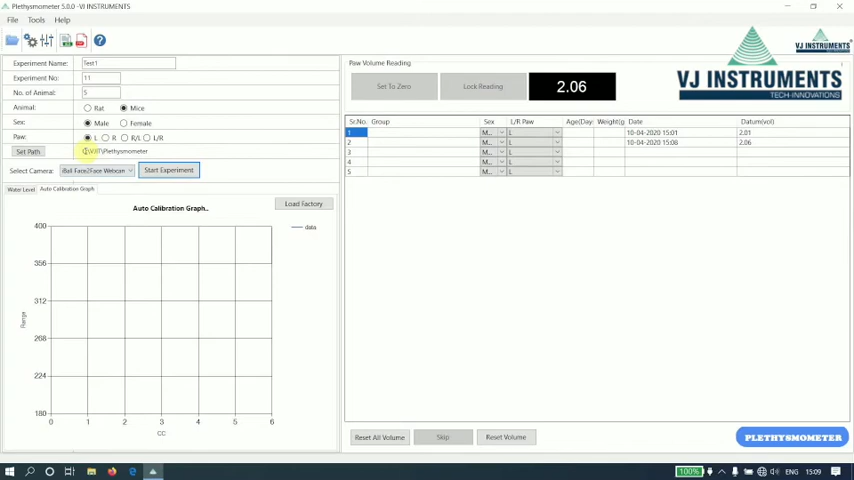 Plethysmometer 5.0.0 - VJ INSTRUMENTS
File Tools Help
Experiment Name: Test1
Experiment No: 11
No. of Animal: 5
Animal: Rat Mice
Sex: Male Female
Paw: L R R/L L/R
Set Path C:\VJIT\Plethysmometer
Select Camera: iBall Face2Face Webcam Start Experiment
Water Level Auto Calibration Graph
Auto Calibration Graph..
Load Factory
data
400
356
312
268
224
180
Range
0 1 2 3 4 5 6
CC
Paw Volume Reading
Set To Zero Lock Reading 2.06
VJ INSTRUMENTS
TECH-INNOVATIONS
VJ INSTRUMENTS
Sr.No. Group Sex L/R Paw Age(Day: Weight(g Date Datum(vol)
1 M... L 10-04-2020 15:01 2.01
2 M... L 10-04-2020 15:08 2.06
3 M... L
4 M... L
5 M... L
Reset All Volume Skip Reset Volume
PLETHYSMOMETER
100% ENG 15:09